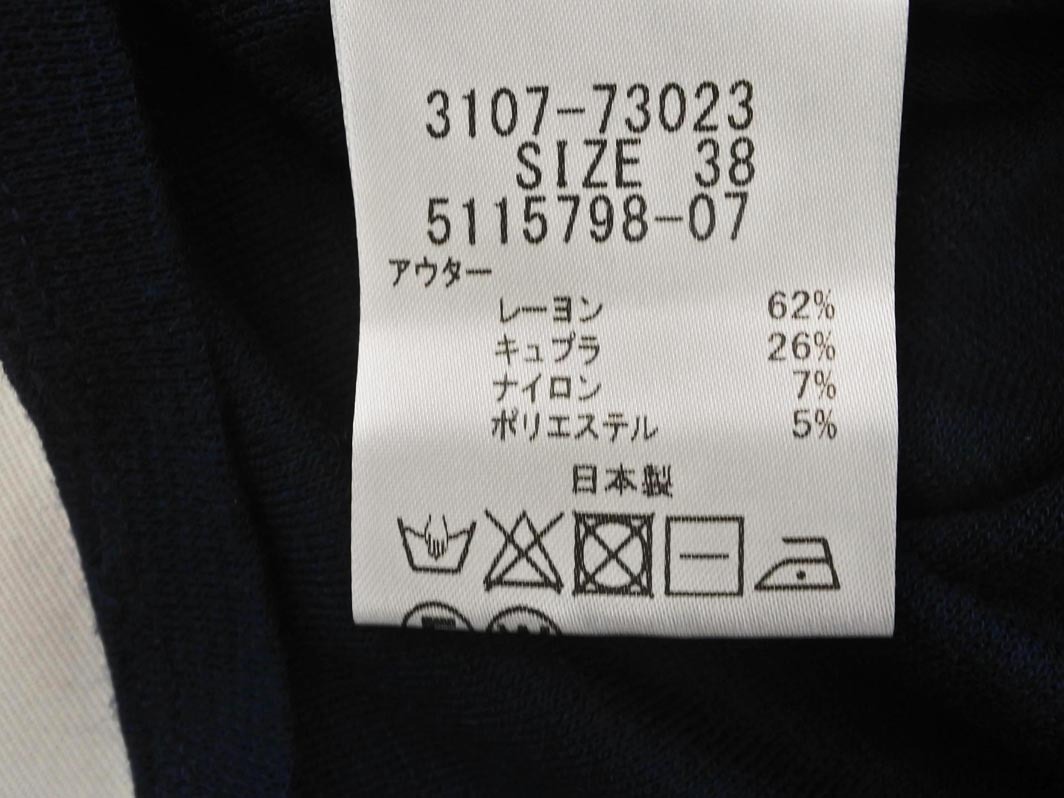 3107-73023
SIZE 38
5115798-07
アウター
レーヨン 62%
キュプラ 26%
ナイロン 7%
ポリエステル 5%
日本製